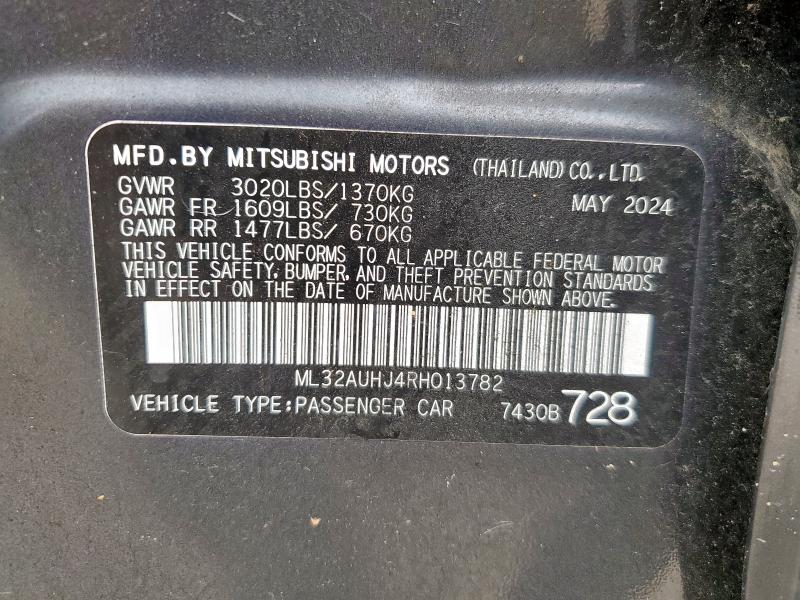 MFD.BY MITSUBISHI MOTORS (THAILAND) CO.,LTD.
GVWR 3020LBS/1370KG MAY 2024
GAWR FR 1609LBS/ 730KG
GAWR RR 1477LBS/ 670KG
THIS VEHICLE CONFORMS TO ALL APPLICABLE FEDERAL MOTOR
VEHICLE SAFETY, BUMPER, AND THEFT PREVENTION STANDARDS
IN EFFECT ON THE DATE OF MANUFACTURE SHOWN ABOVE.
ML32AUHJ4RH013782
VEHICLE TYPE:PASSENGER CAR 7430B 728